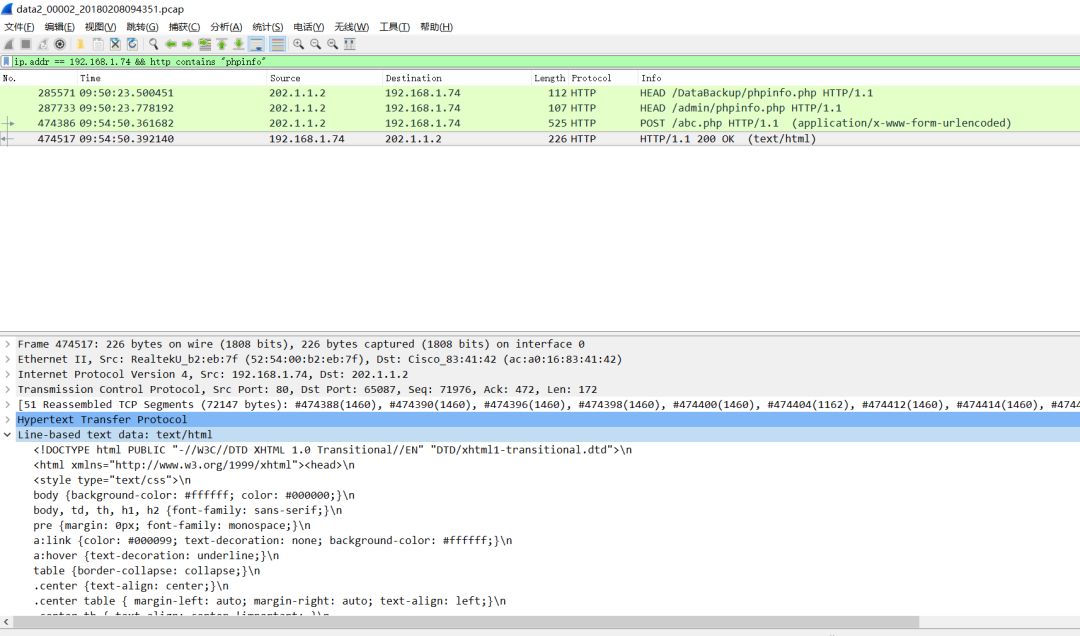 data2_00002_20180208094351.pcap
文件(F) 编辑(E) 视图(V) 跳转(G) 捕获(C) 分析(A) 统计(S) 电话(Y) 无线(W) 工具(T) 帮助(H)
ip.addr == 192.168.1.74 && http contains "phpinfo"
No. Time Source Destination Length Protocol Info
285571 09:50:23.500451 202.1.1.2 192.168.1.74 112 HTTP HEAD /DataBackup/phpinfo.php HTTP/1.1
287733 09:50:23.778192 202.1.1.2 192.168.1.74 107 HTTP HEAD /admin/phpinfo.php HTTP/1.1
474386 09:54:50.361682 202.1.1.2 192.168.1.74 525 HTTP POST /abc.php HTTP/1.1 (application/x-www-form-urlencoded)
474517 09:54:50.392140 192.168.1.74 202.1.1.2 226 HTTP HTTP/1.1 200 OK (text/html)
Frame 474517: 226 bytes on wire (1808 bits), 226 bytes captured (1808 bits) on interface 0
Ethernet II, Src: RealtekU_b2:eb:7f (52:54:00:b2:eb:7f), Dst: Cisco_83:41:42 (ac:a0:16:83:41:42)
Internet Protocol Version 4, Src: 192.168.1.74, Dst: 202.1.1.2
Transmission Control Protocol, Src Port: 80, Dst Port: 65087, Seq: 71976, Ack: 472, Len: 172
[51 Reassembled TCP Segments (72147 bytes): #474388(1460), #474390(1460), #474396(1460), #474398(1460), #474400(1460), #474404(1162), #474412(1460), #474414(1460), #4744
Hypertext Transfer Protocol
Line-based text data: text/html
<!DOCTYPE html PUBLIC "-//W3C//DTD XHTML 1.0 Transitional//EN" "DTD/xhtml1-transitional.dtd">\n
<html xmlns="http://www.w3.org/1999/xhtml"><head>\n
<style type="text/css">\n
body {background-color: #ffffff; color: #000000;}\n
body, td, th, h1, h2 {font-family: sans-serif;}\n
pre {margin: 0px; font-family: monospace;}\n
a:link {color: #000099; text-decoration: none; background-color: #ffffff;}\n
a:hover {text-decoration: underline;}\n
table {border-collapse: collapse;}\n
.center {text-align: center;}\n
.center table { margin-left: auto; margin-right: auto; text-align: left;}\n
.center th { text-align: center !important; }\n